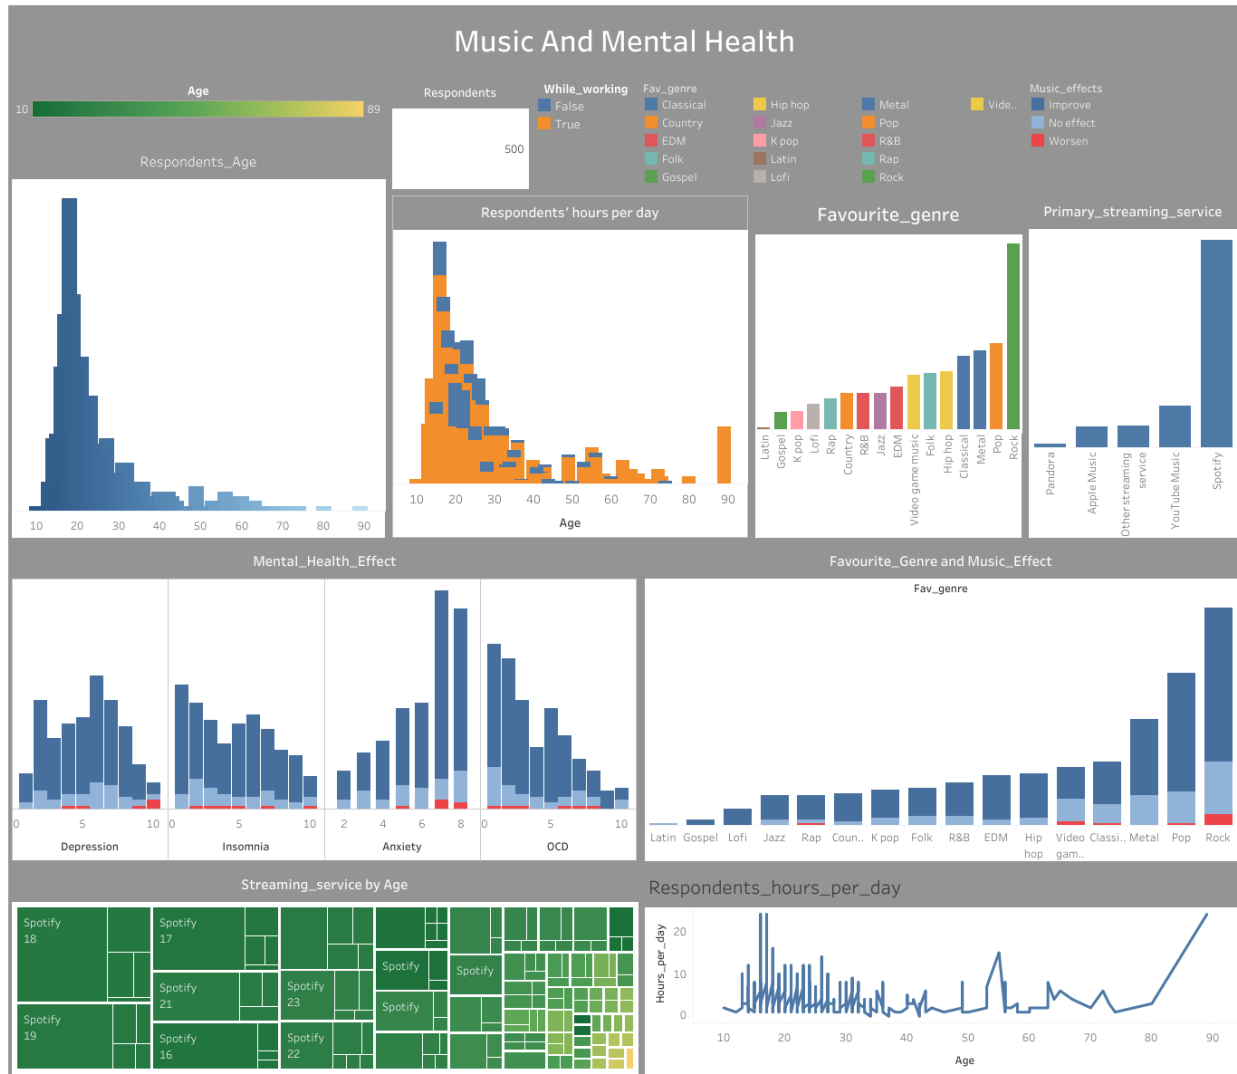 Music And Mental Health
Age
10
89
Respondents
500
While_working
False
True
Fav_genre
Classical
Country
EDM
Folk
Gospel
Hip hop
Jazz
K pop
Latin
Lofi
Metal
Pop
R&B
Rap
Rock
Vide..
Music_effects
Improve
No effect
Worsen
Respondents_Age
10 20 30 40 50 60 70 80 90
Respondents’ hours per day
10 20 30 40 50 60 70 80 90
Age
Favourite_genre
Latin
Gospel
K pop
Lofi
Rap
Country
R&B
Jazz
EDM
Video game music
Folk
Hip hop
Classical
Metal
Pop
Rock
Primary_streaming_service
Pandora
Apple Music
Other streaming
service
YouTube Music
Spotify
Mental_Health_Effect
0 5 10
Depression
0 5 10
Insomnia
2 4 6 8
Anxiety
0 5 10
OCD
Favourite_Genre and Music_Effect
Fav_genre
Latin
Gospel
Lofi
Jazz
Rap
Coun..
K pop
Folk
R&B
EDM
Hip
hop
Video
gam..
Classi..
Metal
Pop
Rock
Streaming_service by Age
Spotify
18
Spotify
19
Spotify
17
Spotify
21
Spotify
16
Spotify
23
Spotify
22
Spotify
Spotify
Spotify
Respondents_hours_per_day
Hours_per_day
20
10
0
10 20 30 40 50 60 70 80 90
Age